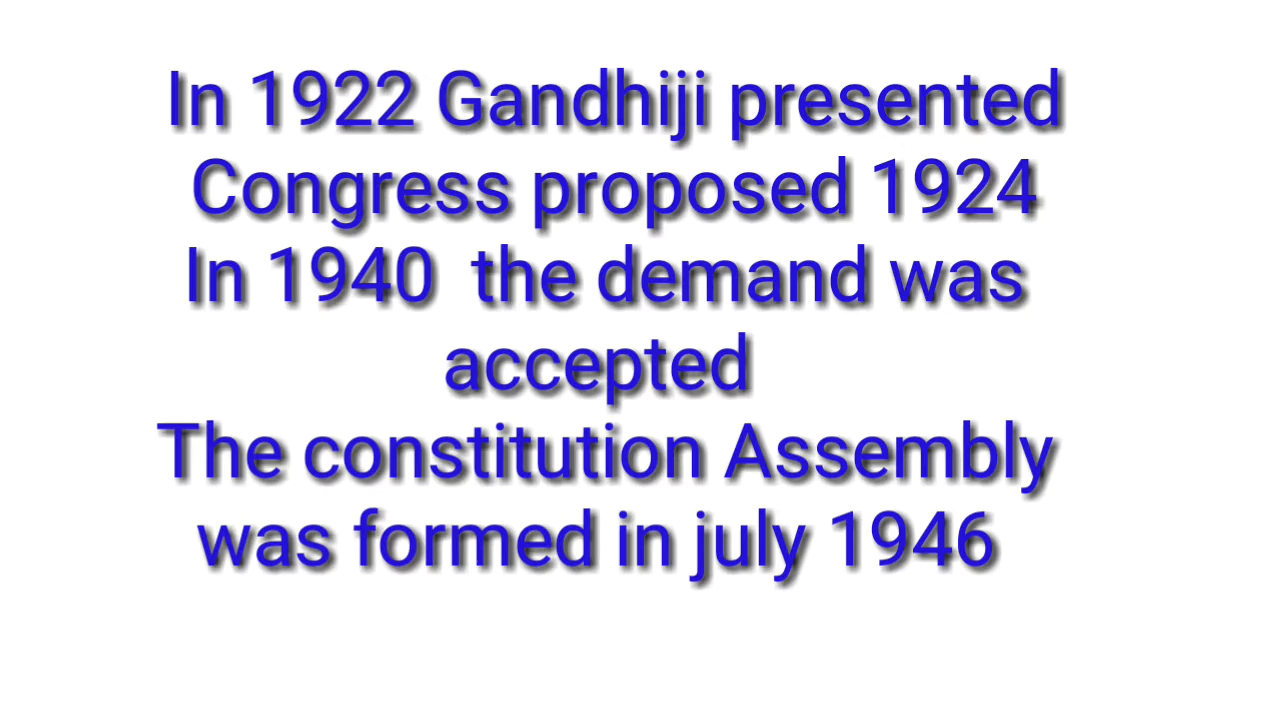 In 1922 Gandhiji presented
Congress proposed 1924
In 1940  the demand was
accepted
The constitution Assembly
was formed in july 1946